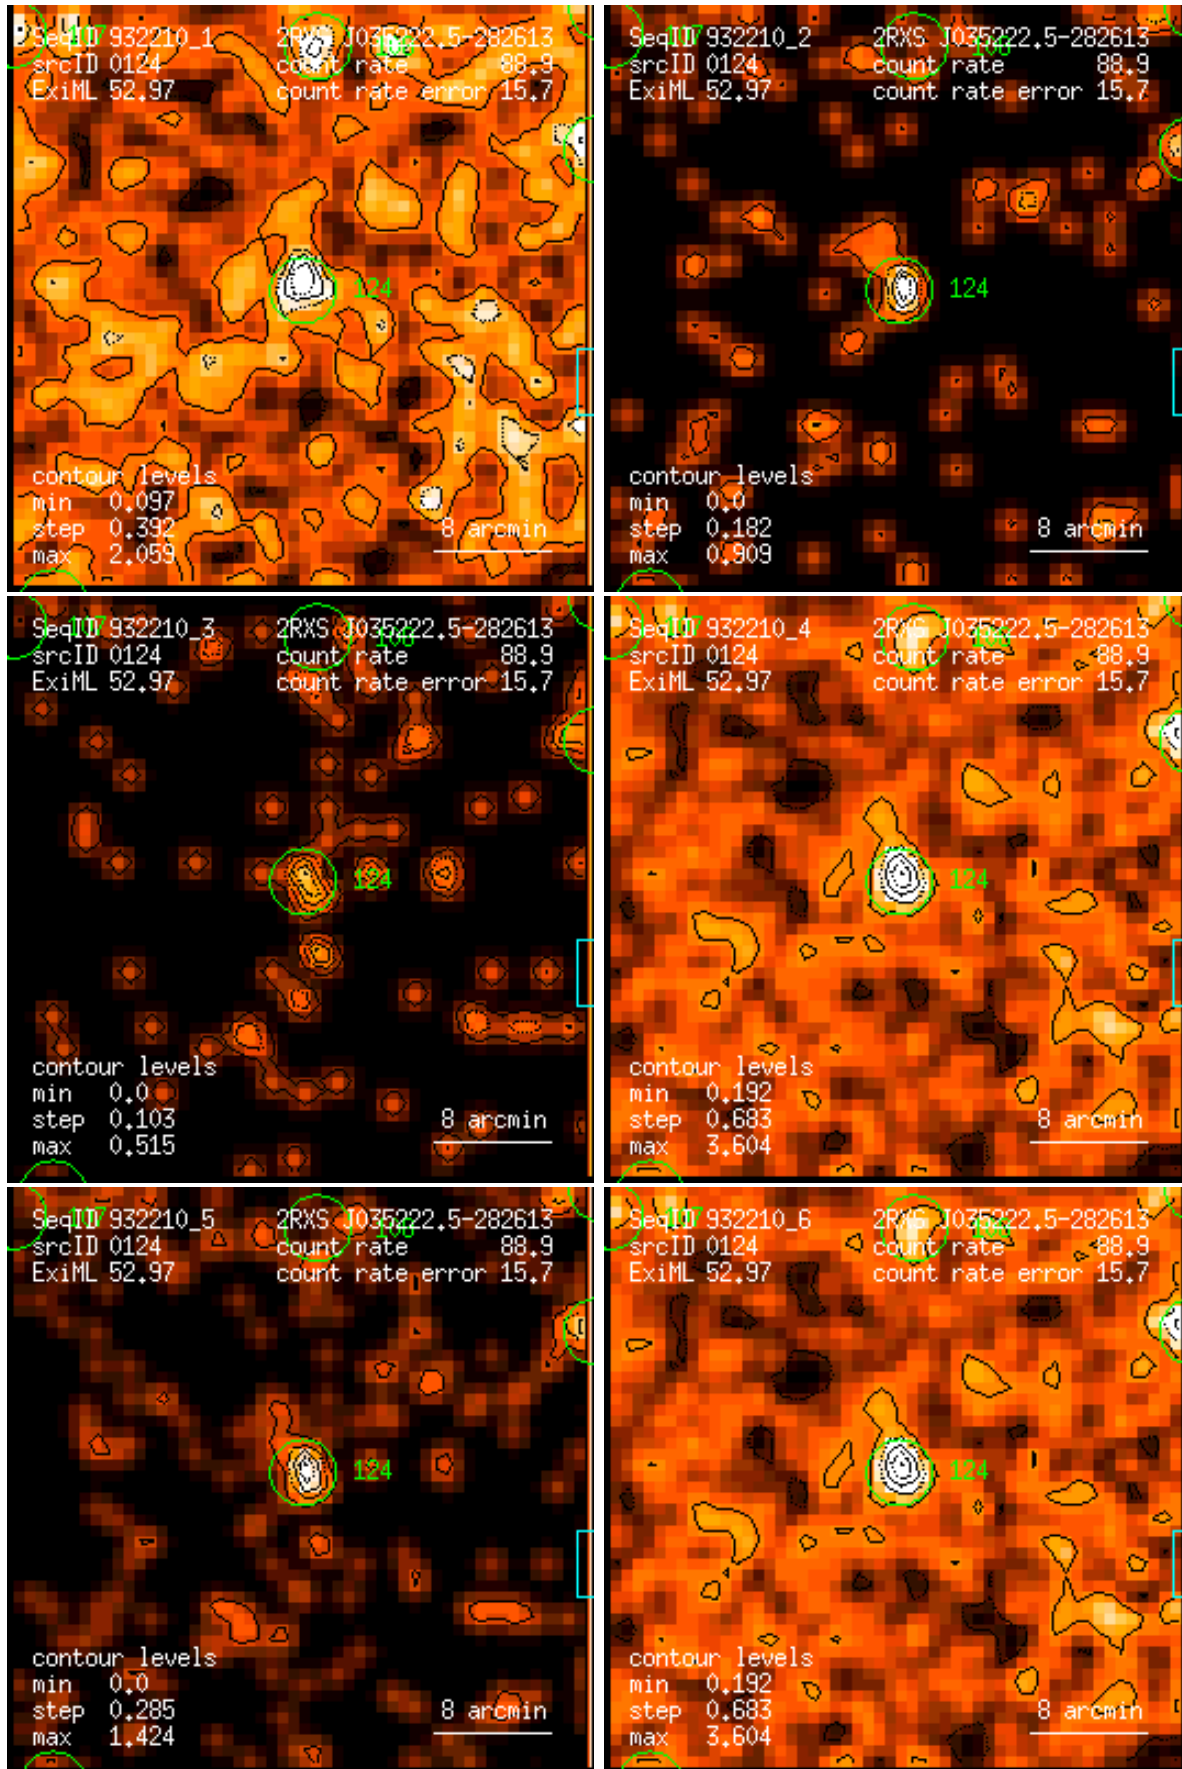 SeqID 932210_1 2RXS J035222.5-282613
srcID 0124 count rate 88.9
ExiML 52.97 count rate error 15.7
124
contour levels
min 0.097
step 0.392 8 arcmin
max 2.059
SeqID 932210_2 2RXS J035222.5-282613
srcID 0124 count rate 88.9
ExiML 52.97 count rate error 15.7
124
contour levels
min 0.0
step 0.182 8 arcmin
max 0.909
SeqID 932210_3 2RXS J035222.5-282613
srcID 0124 count rate 88.9
ExiML 52.97 count rate error 15.7
124
contour levels
min 0.0
step 0.103 8 arcmin
max 0.515
SeqID 932210_4 2RXS J035222.5-282613
srcID 0124 count rate 88.9
ExiML 52.97 count rate error 15.7
124
contour levels
min 0.192
step 0.683 8 arcmin
max 3.604
SeqID 932210_5 2RXS J035222.5-282613
srcID 0124 count rate 88.9
ExiML 52.97 count rate error 15.7
124
contour levels
min 0.0
step 0.285 8 arcmin
max 1.424
SeqID 932210_6 2RXS J035222.5-282613
srcID 0124 count rate 88.9
ExiML 52.97 count rate error 15.7
124
contour levels
min 0.192
step 0.683 8 arcmin
max 3.604